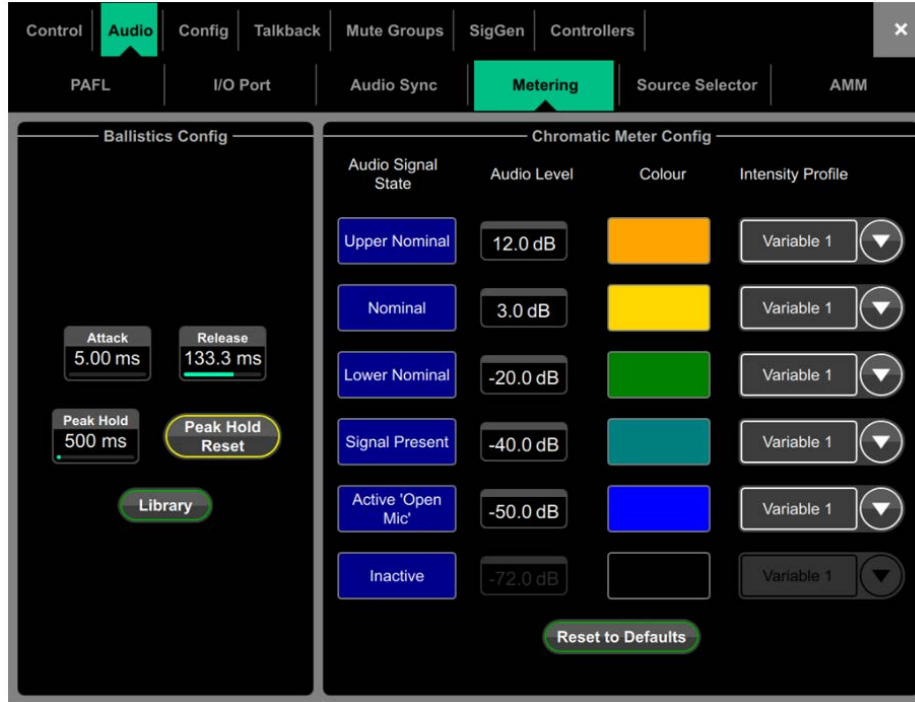 Control Audio Config Talkback Mute Groups SigGen Controllers ×
PAFL I/O Port Audio Sync Metering Source Selector AMM
Ballistics Config
Attack
5.00 ms
Release
133.3 ms
Peak Hold
500 ms
Peak Hold
Reset
Library
Chromatic Meter Config
Audio Signal
State
Audio Level
Colour
Intensity Profile
Upper Nominal
12.0 dB
Variable 1
Nominal
3.0 dB
Variable 1
Lower Nominal
-20.0 dB
Variable 1
Signal Present
-40.0 dB
Variable 1
Active 'Open
Mic'
-50.0 dB
Variable 1
Inactive
-72.0 dB
Variable 1
Reset to Defaults